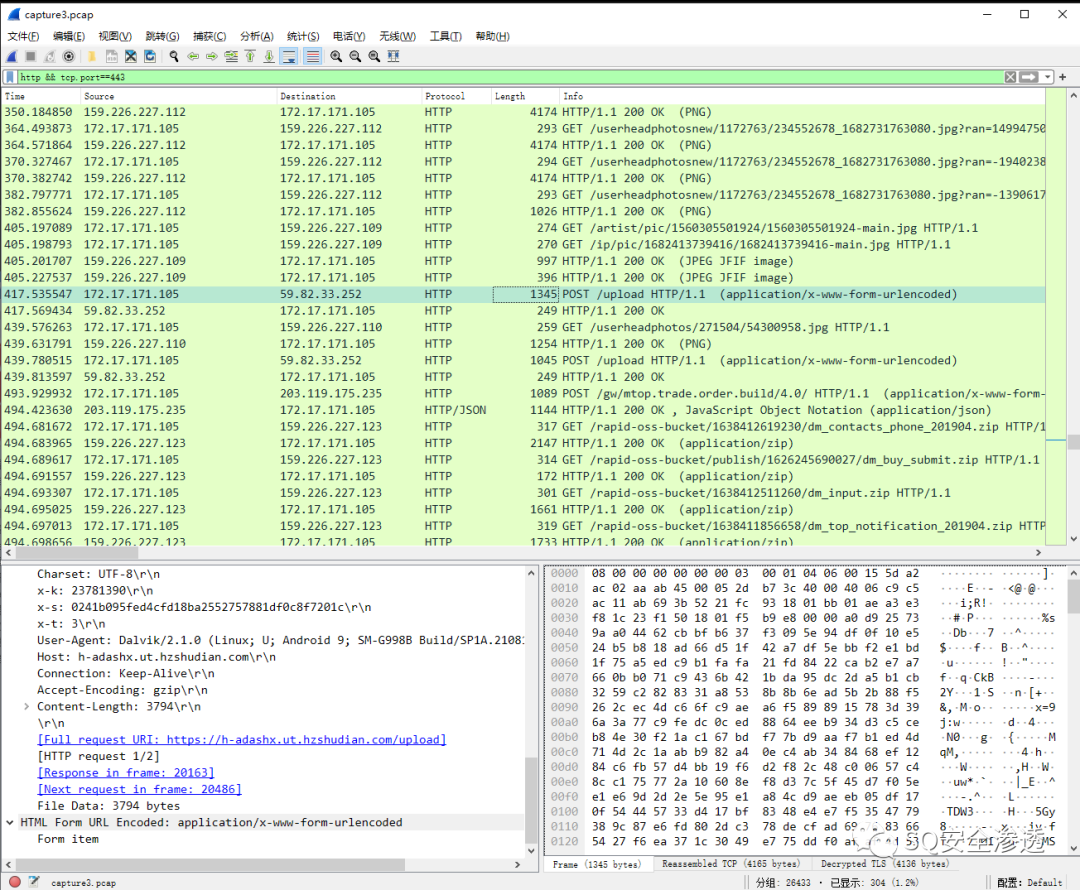 capture3.pcap
文件(F) 编辑(E) 视图(V) 跳转(G) 捕获(C) 分析(A) 统计(S) 电话(Y) 无线(W) 工具(T) 帮助(H)
http && tcp.port==443
Time Source Destination Protocol Length Info
350.184850 159.226.227.112 172.17.171.105 HTTP 4174 HTTP/1.1 200 OK (PNG)
364.493873 172.17.171.105 159.226.227.112 HTTP 293 GET /userheadphotosnew/1172763/234552678_1682731763080.jpg?ran=14994750
364.571864 159.226.227.112 172.17.171.105 HTTP 4174 HTTP/1.1 200 OK (PNG)
370.327467 172.17.171.105 159.226.227.112 HTTP 294 GET /userheadphotosnew/1172763/234552678_1682731763080.jpg?ran=-1940238
370.382742 159.226.227.112 172.17.171.105 HTTP 4174 HTTP/1.1 200 OK (PNG)
382.797771 172.17.171.105 159.226.227.112 HTTP 293 GET /userheadphotosnew/1172763/234552678_1682731763080.jpg?ran=-1390617
382.855624 159.226.227.112 172.17.171.105 HTTP 1026 HTTP/1.1 200 OK (PNG)
405.197089 172.17.171.105 159.226.227.109 HTTP 274 GET /artist/pic/1560305501924/1560305501924-main.jpg HTTP/1.1
405.198793 172.17.171.105 159.226.227.109 HTTP 270 GET /ip/pic/1682413739416/1682413739416-main.jpg HTTP/1.1
405.201707 159.226.227.109 172.17.171.105 HTTP 997 HTTP/1.1 200 OK (JPEG JFIF image)
405.227537 159.226.227.109 172.17.171.105 HTTP 396 HTTP/1.1 200 OK (JPEG JFIF image)
417.535547 172.17.171.105 59.82.33.252 HTTP 1345 POST /upload HTTP/1.1 (application/x-www-form-urlencoded)
417.569434 59.82.33.252 172.17.171.105 HTTP 249 HTTP/1.1 200 OK
439.576263 172.17.171.105 159.226.227.110 HTTP 259 GET /userheadphotos/271504/54300958.jpg HTTP/1.1
439.631791 159.226.227.110 172.17.171.105 HTTP 1254 HTTP/1.1 200 OK (PNG)
439.780515 172.17.171.105 59.82.33.252 HTTP 1045 POST /upload HTTP/1.1 (application/x-www-form-urlencoded)
439.813597 59.82.33.252 172.17.171.105 HTTP 249 HTTP/1.1 200 OK
493.929932 172.17.171.105 203.119.175.235 HTTP 1089 POST /gw/mtop.trade.order.build/4.0/ HTTP/1.1 (application/x-www-form-
494.423630 203.119.175.235 172.17.171.105 HTTP/JSON 1144 HTTP/1.1 200 OK , JavaScript Object Notation (application/json)
494.681672 172.17.171.105 159.226.227.123 HTTP 317 GET /rapid-oss-bucket/1638412619230/dm_contacts_phone_201904.zip HTTP/1
494.683965 159.226.227.123 172.17.171.105 HTTP 2147 HTTP/1.1 200 OK (application/zip)
494.689617 172.17.171.105 159.226.227.123 HTTP 314 GET /rapid-oss-bucket/publish/1626245690027/dm_buy_submit.zip HTTP/1.1
494.691557 159.226.227.123 172.17.171.105 HTTP 172 HTTP/1.1 200 OK (application/zip)
494.693307 172.17.171.105 159.226.227.123 HTTP 301 GET /rapid-oss-bucket/1638412511260/dm_input.zip HTTP/1.1
494.695025 159.226.227.123 172.17.171.105 HTTP 1661 HTTP/1.1 200 OK (application/zip)
494.697013 172.17.171.105 159.226.227.123 HTTP 319 GET /rapid-oss-bucket/1638411856658/dm_top_notification_201904.zip HTTP
494.698656 159.226.227.123 172.17.171.105 HTTP 1733 HTTP/1.1 200 OK (application/zip)
Charset: UTF-8\r\n
x-k: 23781390\r\n
x-s: 0241b095fed4cfd18ba2552757881df0c8f7201c\r\n
x-t: 3\r\n
User-Agent: Dalvik/2.1.0 (Linux; U; Android 9; SM-G998B Build/SP1A.2108
Host: h-adashx.ut.hzshudian.com\r\n
Connection: Keep-Alive\r\n
Accept-Encoding: gzip\r\n
Content-Length: 3794\r\n
\r\n
[Full request URI: https://h-adashx.ut.hzshudian.com/upload]
[HTTP request 1/2]
[Response in frame: 20163]
[Next request in frame: 20486]
File Data: 3794 bytes
HTML Form URL Encoded: application/x-www-form-urlencoded
Form item
0000 08 00 00 00 00 00 00 03 00 01 04 06 00 15 5d a2 ········ ······]·
0010 ac 02 aa ab 45 00 05 2d b7 3c 40 00 40 06 c9 c5 ····E··- ·<@·@···
0020 ac 11 ab 69 3b 52 21 fc 93 18 01 bb 01 ae a3 e3 ···i;R!· ········
0030 f8 1c 23 f1 50 18 01 f5 b9 e8 00 00 a0 d9 25 73 ··#·P··· ······%s
0040 9a a0 44 62 cb bf b6 37 f3 09 5e 94 df 0f 10 e5 ··Db···7 ··^·····
0050 24 b5 b8 18 ad 66 d5 1f 42 a7 df 5e bb f2 e1 bd $····f·· B··^····
0060 1f 75 a5 ed c9 b1 fa fa 21 fd 84 22 ca b2 e7 a7 ·u······ !··"····
0070 66 0b b0 71 c9 43 6b 42 1b da 95 dc 2d a5 b1 cb f··q·CkB ····-···
0080 32 59 c2 82 83 31 a8 53 8b 8b 6e ad 5b 2b 88 f5 2Y···1·S ··n·[+··
0090 26 2c ec 4d c6 6f c9 ae a6 f5 89 89 15 78 3d 39 &,·M·o·· ·····x=9
00a0 6a 3a 77 c9 fe dc 0c ed 88 64 ee b9 34 d3 c5 ce j:w····· ·d··4···
00b0 b8 4e 30 f2 1a c1 67 bd f7 7b d9 aa f7 b1 ed 4d ·N0···g· ·{·····M
00c0 71 4d 2c 1a ab b9 82 a4 0e c4 ab 34 84 68 ef 12 qM,····· ···4·h··
00d0 84 c6 fb 57 d4 bb 19 f6 d2 f8 2c 48 c0 06 57 c4 ···W···· ··,H··W·
00e0 8c c1 75 77 2a 10 60 8e f8 d3 7c 5f 45 d7 f0 5e ··uw*·`· ··|_E··^
00f0 e1 e6 9d 2d 2e 5e 95 e1 a8 4c d9 ae eb 05 df 17 ···-.^·· ·L······
0100 0f 54 44 57 33 d4 17 bf 83 48 e4 e7 f5 35 47 79 ·TDW3··· ·H···5Gy
0110 38 9c 87 e6 fd 80 2d c3 78 de cf ad 69
0120 54 27 f6 ea 37 1c 30 49 e7 75 dd f0
SQ安全渗透
Frame (1345 bytes) Reassembled TCP (4165 bytes) Decrypted TLS (4136 bytes)
capture3.pcap 分组: 26433 · 已显示: 304 (1.2%) 配置: Default